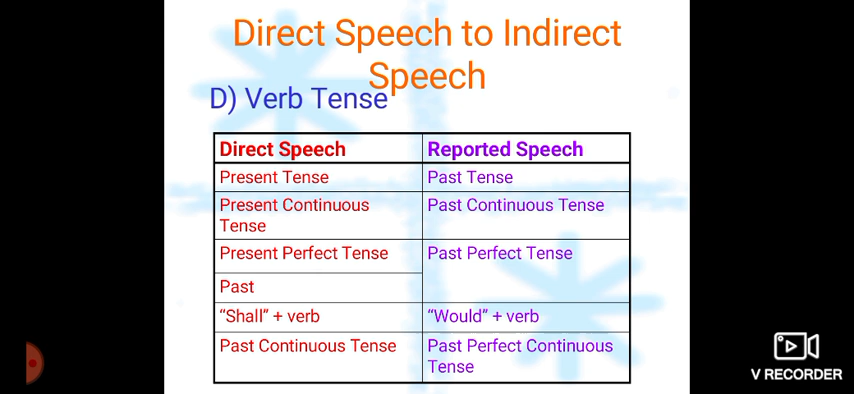 Direct Speech to Indirect
Speech
D) Verb Tense
Direct Speech
Reported Speech
Present Tense
Past Tense
Present Continuous
Tense
Past Continuous Tense
Present Perfect Tense
Past Perfect Tense
Past
“Shall” + verb
“Would” + verb
Past Continuous Tense
Past Perfect Continuous
Tense
V RECORDER